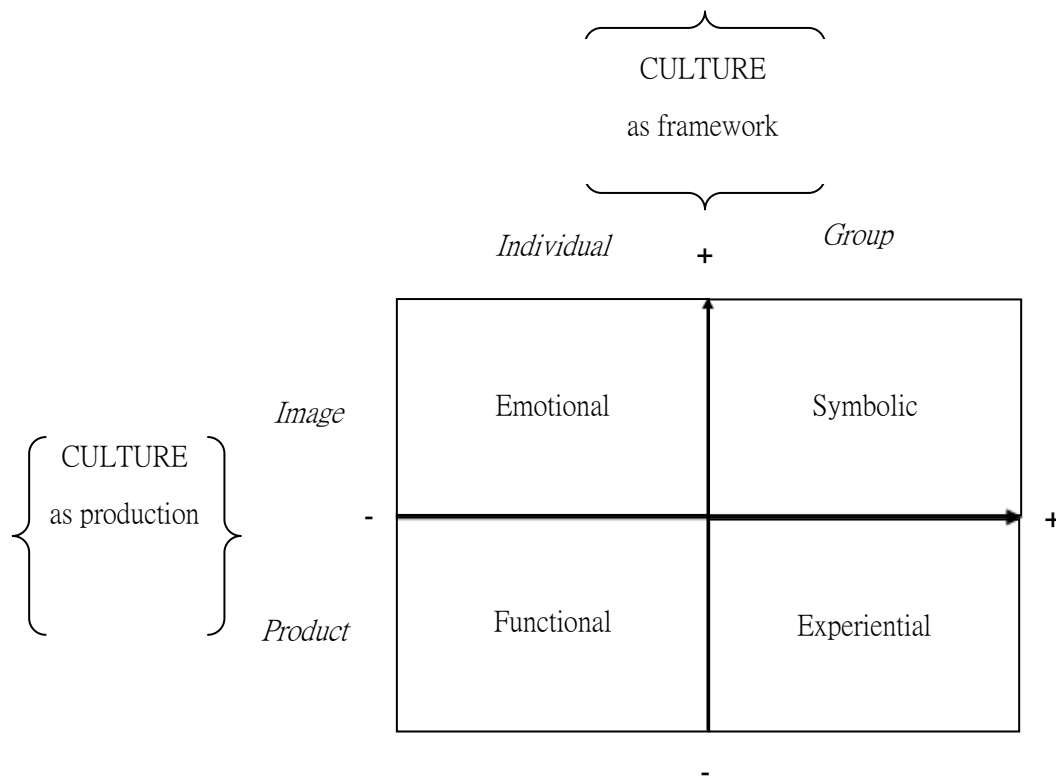 CULTURE
as framework
Individual
Group
+
Image
Emotional
Symbolic
CULTURE
as production
-
+
Product
Functional
Experiential
-